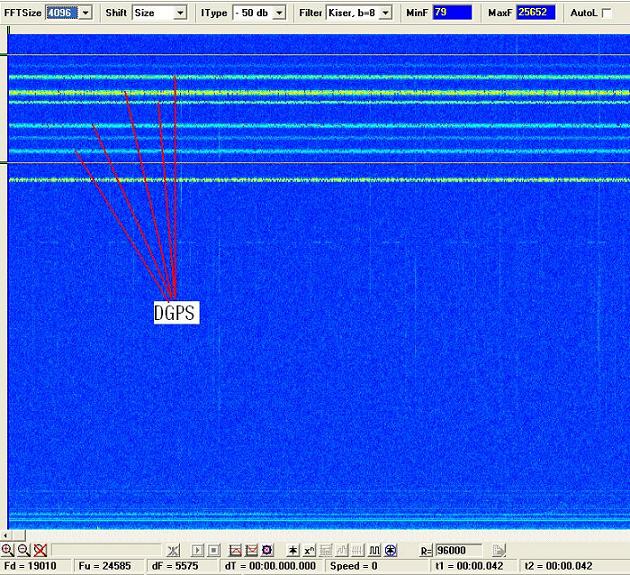 FFTSize 4096 Shift Size IType - 50 db Filter Kiser, b=8 MinF 79 MaxF 25652 AutoL
DGPS
R= 96000
Fd = 19010 Fu = 24585 dF = 5575 dT = 00:00.000.000 Speed = 0 t1 = 00:00.042 t2 = 00:00.042